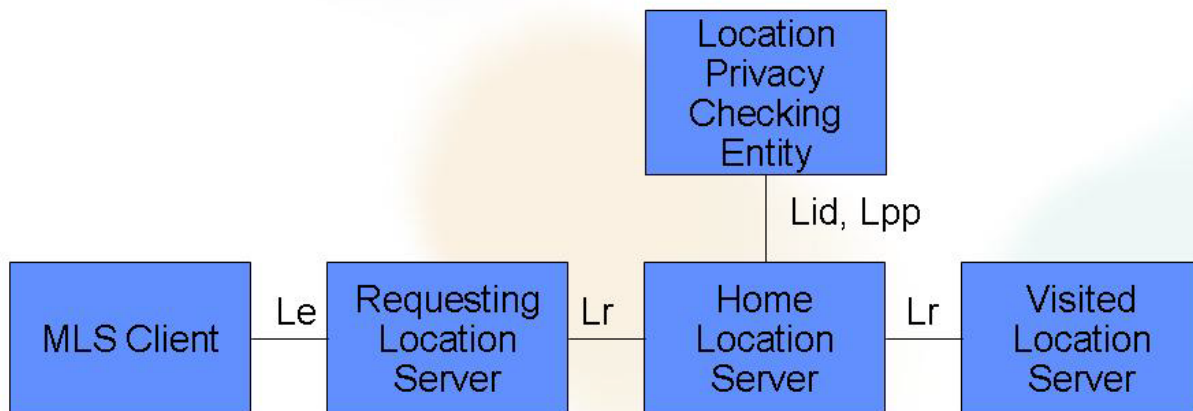 Location
Privacy
Checking
Entity
Lid, Lpp
MLS Client
Le
Requesting
Location
Server
Lr
Home
Location
Server
Lr
Visited
Location
Server